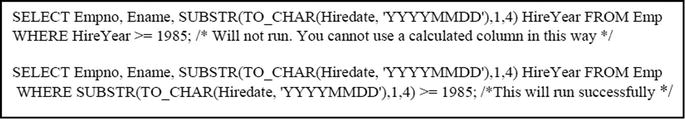 SELECT Empno, Ename, SUBSTR(TO_CHAR(Hiredate, 'YYYYMMDD'),1,4) HireYear FROM Emp
WHERE HireYear >= 1985; /* Will not run. You cannot use a calculated column in this way */
SELECT Empno, Ename, SUBSTR(TO_CHAR(Hiredate, 'YYYYMMDD'),1,4) HireYear FROM Emp
WHERE SUBSTR(TO_CHAR(Hiredate, 'YYYYMMDD'),1,4) >= 1985; /*This will run successfully */